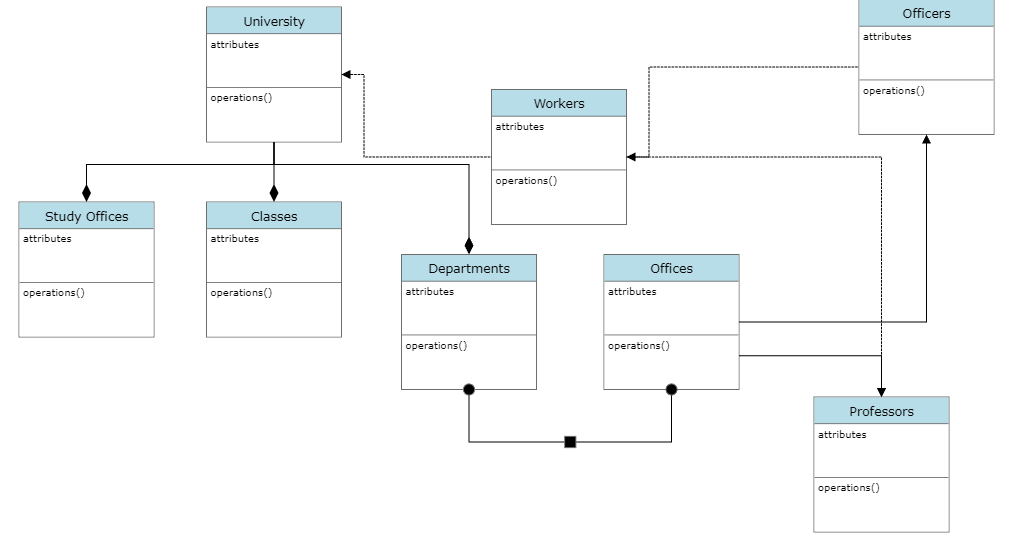 University
attributes
operations()
Officers
attributes
operations()
Workers
attributes
operations()
Study Offices
attributes
operations()
Classes
attributes
operations()
Departments
attributes
operations()
Offices
attributes
operations()
Professors
attributes
operations()